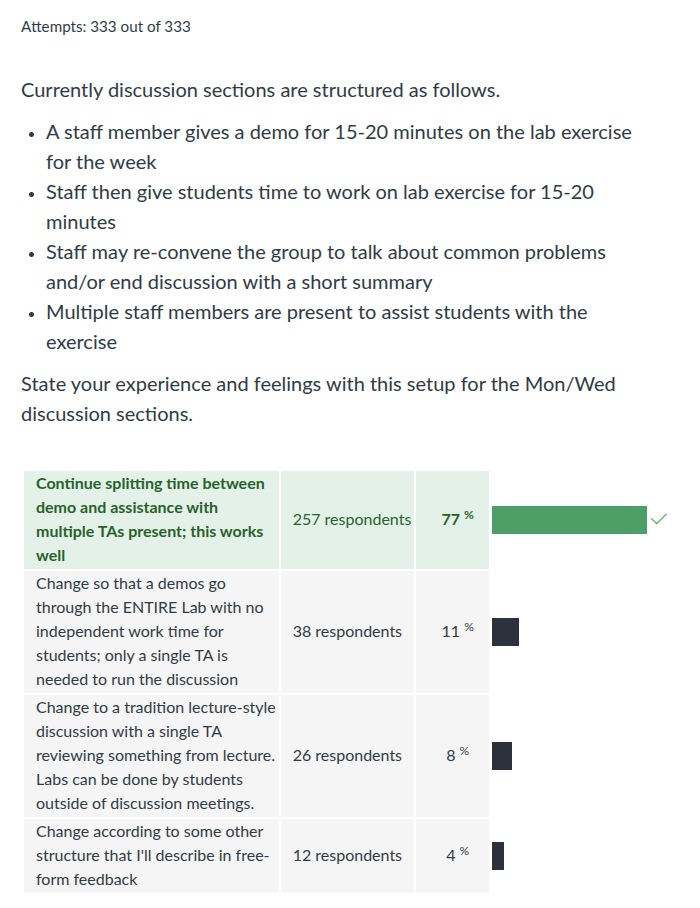 Attempts: 333 out of 333
Currently discussion sections are structured as follows.
• A staff member gives a demo for 15-20 minutes on the lab exercise
for the week
• Staff then give students time to work on lab exercise for 15-20
minutes
• Staff may re-convene the group to talk about common problems
and/or end discussion with a short summary
• Multiple staff members are present to assist students with the
exercise
State your experience and feelings with this setup for the Mon/Wed
discussion sections.
Continue splitting time between
demo and assistance with
multiple TAs present; this works
well
257 respondents
77 %
Change so that a demos go
through the ENTIRE Lab with no
independent work time for
students; only a single TA is
needed to run the discussion
38 respondents
11 %
Change to a tradition lecture-style
discussion with a single TA
reviewing something from lecture.
Labs can be done by students
outside of discussion meetings.
26 respondents
8 %
Change according to some other
structure that I'll describe in free-
form feedback
12 respondents
4 %